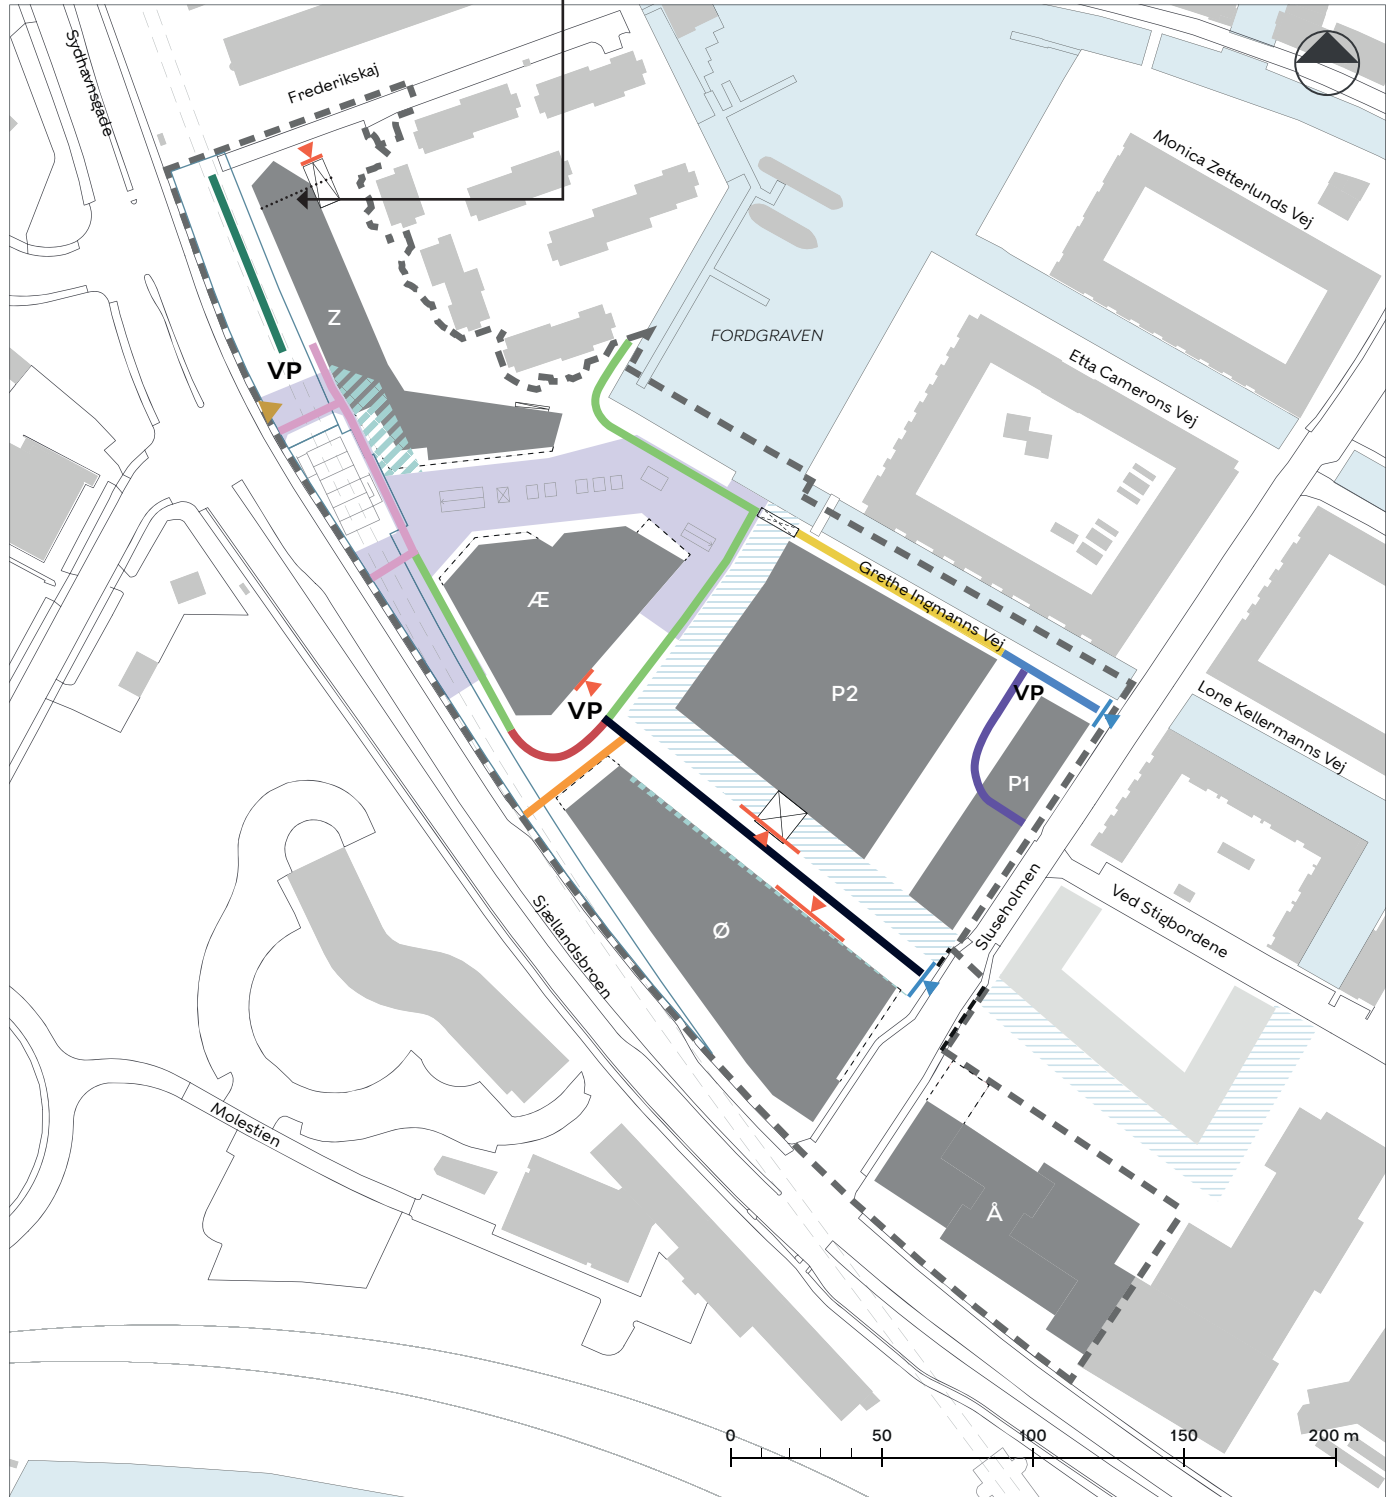 Sydhavnsgade
Frederikskaj
Monica Zetterlunds Vej
FORDGRAVEN
Z
Etta Camerons Vej
VP
Æ
Grethe Ingmanns Vej
P2
VP
Lone Kellermanns Vej
VP
P1
Sluseholmen
Ved Stigbordene
Sjællandsbroen
Ø
Molestien
Å
0 50 100 150 200 m